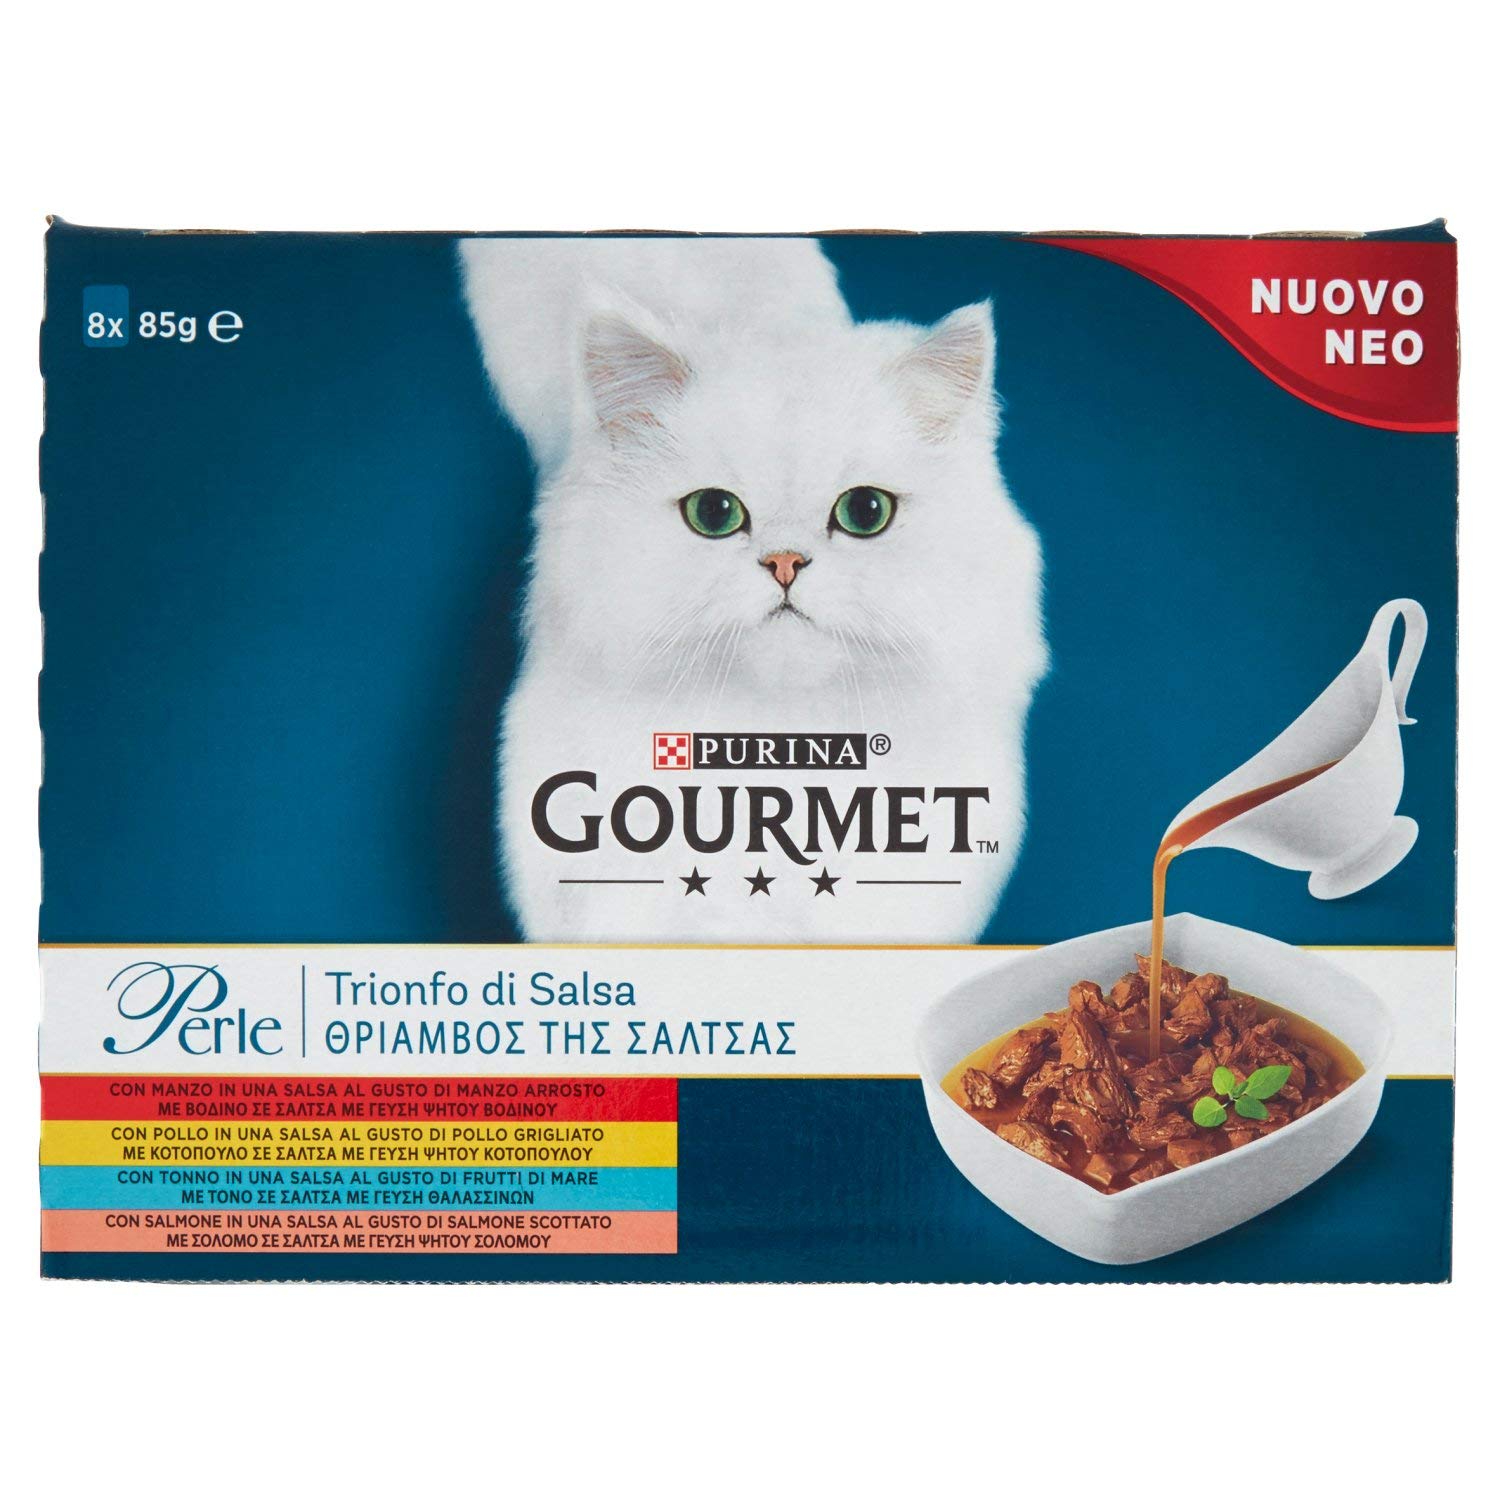 8x 85g ℮
NUOVO
ΝΕΟ
PURINA®
GOURMET™
Perle
Trionfo di Salsa
ΘΡΙΑΜΒΟΣ ΤΗΣ ΣΑΛΤΣΑΣ
CON MANZO IN UNA SALSA AL GUSTO DI MANZO ARROSTO
ΜΕ ΒΟΔΙΝΟ ΣΕ ΣΑΛΤΣΑ ΜΕ ΓΕΥΣΗ ΨΗΤΟΥ ΒΟΔΙΝΟΥ
CON POLLO IN UNA SALSA AL GUSTO DI POLLO GRIGLIATO
ΜΕ ΚΟΤΟΠΟΥΛΟ ΣΕ ΣΑΛΤΣΑ ΜΕ ΓΕΥΣΗ ΨΗΤΟΥ ΚΟΤΟΠΟΥΛΟΥ
CON TONNO IN UNA SALSA AL GUSTO DI FRUTTI DI MARE
ΜΕ ΤΟΝΟ ΣΕ ΣΑΛΤΣΑ ΜΕ ΓΕΥΣΗ ΘΑΛΑΣΣΙΝΩΝ
CON SALMONE IN UNA SALSA AL GUSTO DI SALMONE SCOTTATO
ΜΕ ΣΟΛΟΜΟ ΣΕ ΣΑΛΤΣΑ ΜΕ ΓΕΥΣΗ ΨΗΤΟΥ ΣΟΛΟΜΟΥ